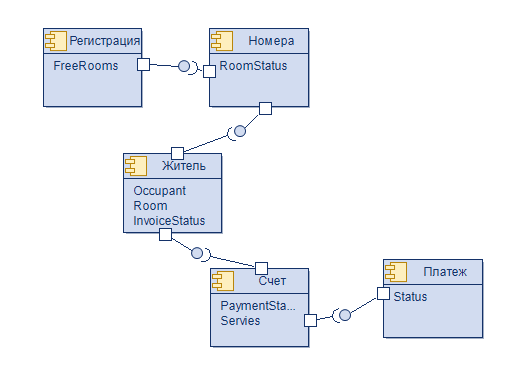 Регистрация
FreeRooms
Номера
RoomStatus
Житель
Occupant
Room
InvoiceStatus
Счет
PaymentSta...
Servies
Платеж
Status